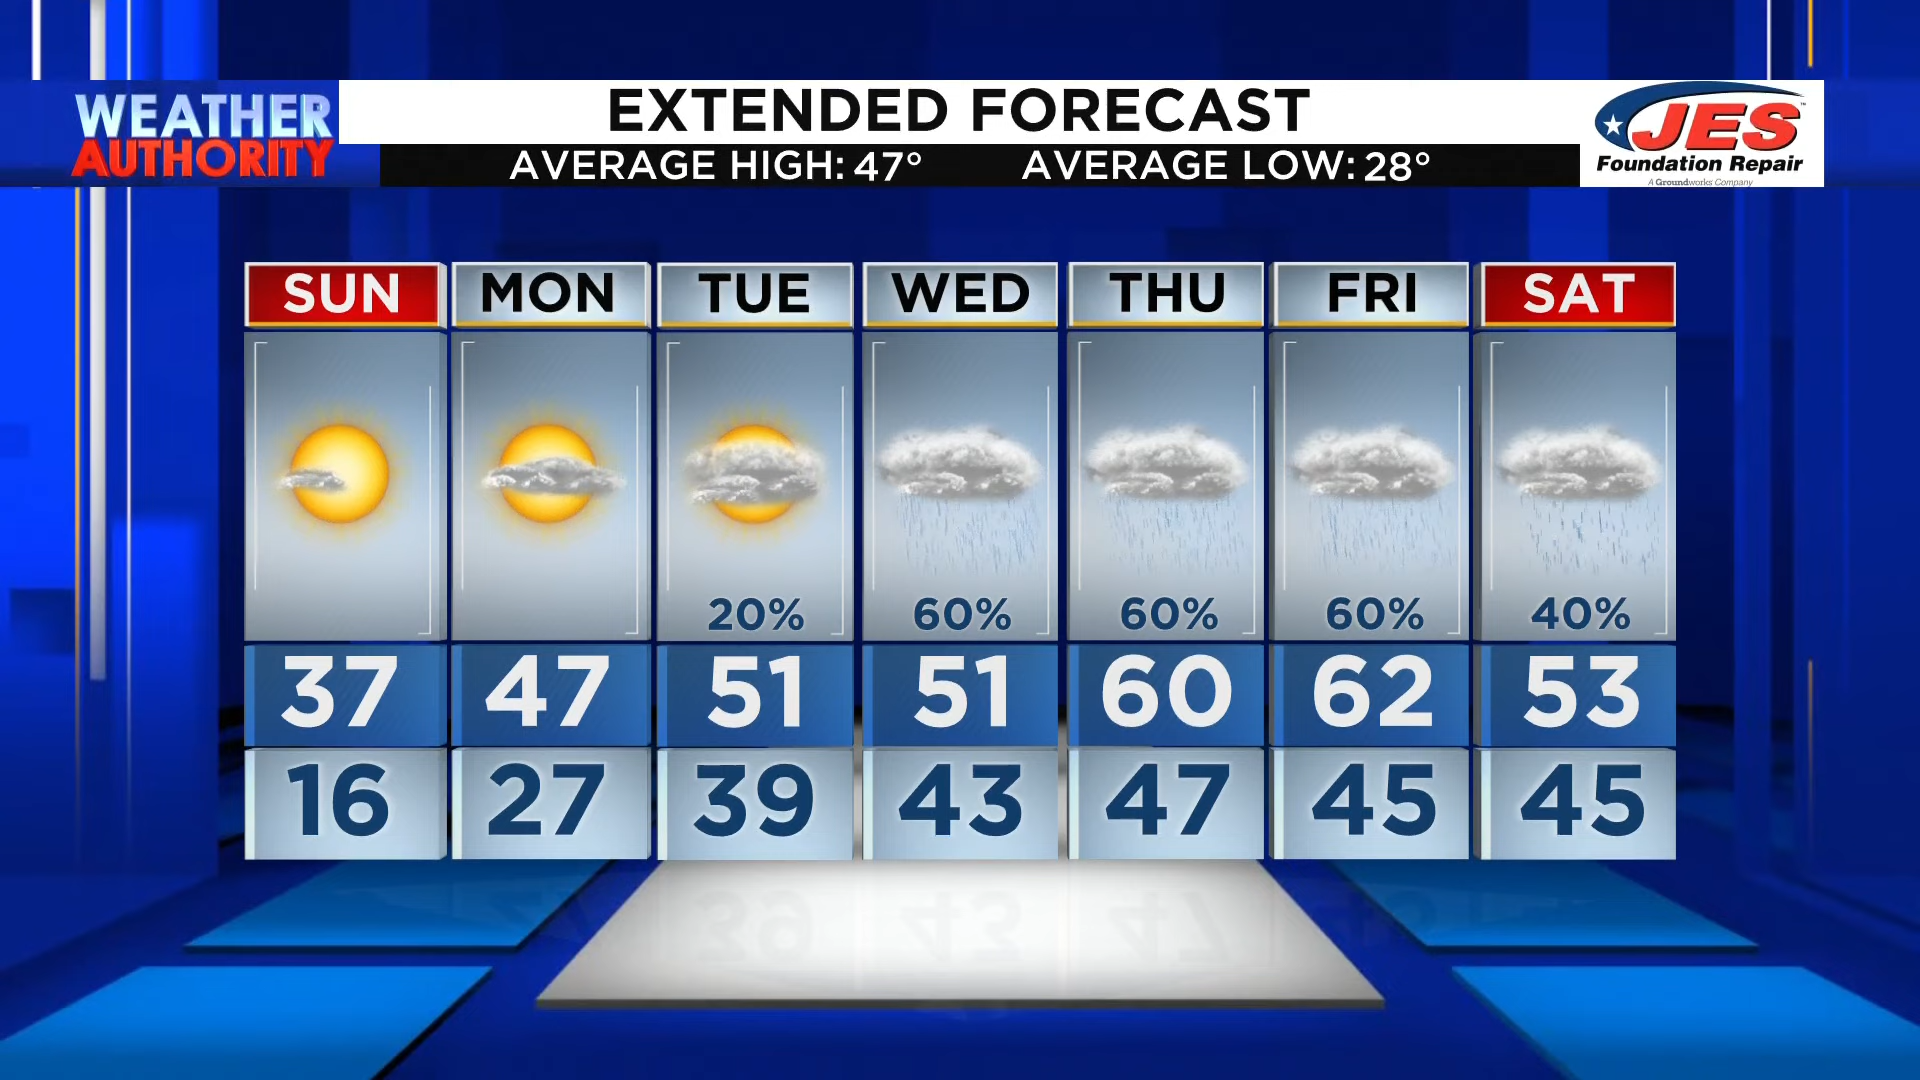 WEATHER
AUTHORITY
EXTENDED FORECAST
AVERAGE HIGH: 47° AVERAGE LOW: 28°
JES
Foundation Repair
A Groundworks Company
SUN MON TUE WED THU FRI SAT
20% 60% 60% 60% 40%
37 47 51 51 60 62 53
16 27 39 43 47 45 45